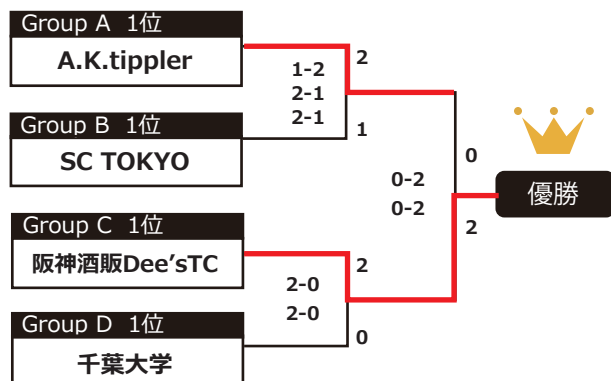 Group A 1位
A.K.tippler
Group B 1位
SC TOKYO
Group C 1位
阪神酒販Dee'sTC
Group D 1位
千葉大学
2
1-2
2-1
2-1
1
2
2-0
2-0
0
0
0-2
0-2
2
優勝